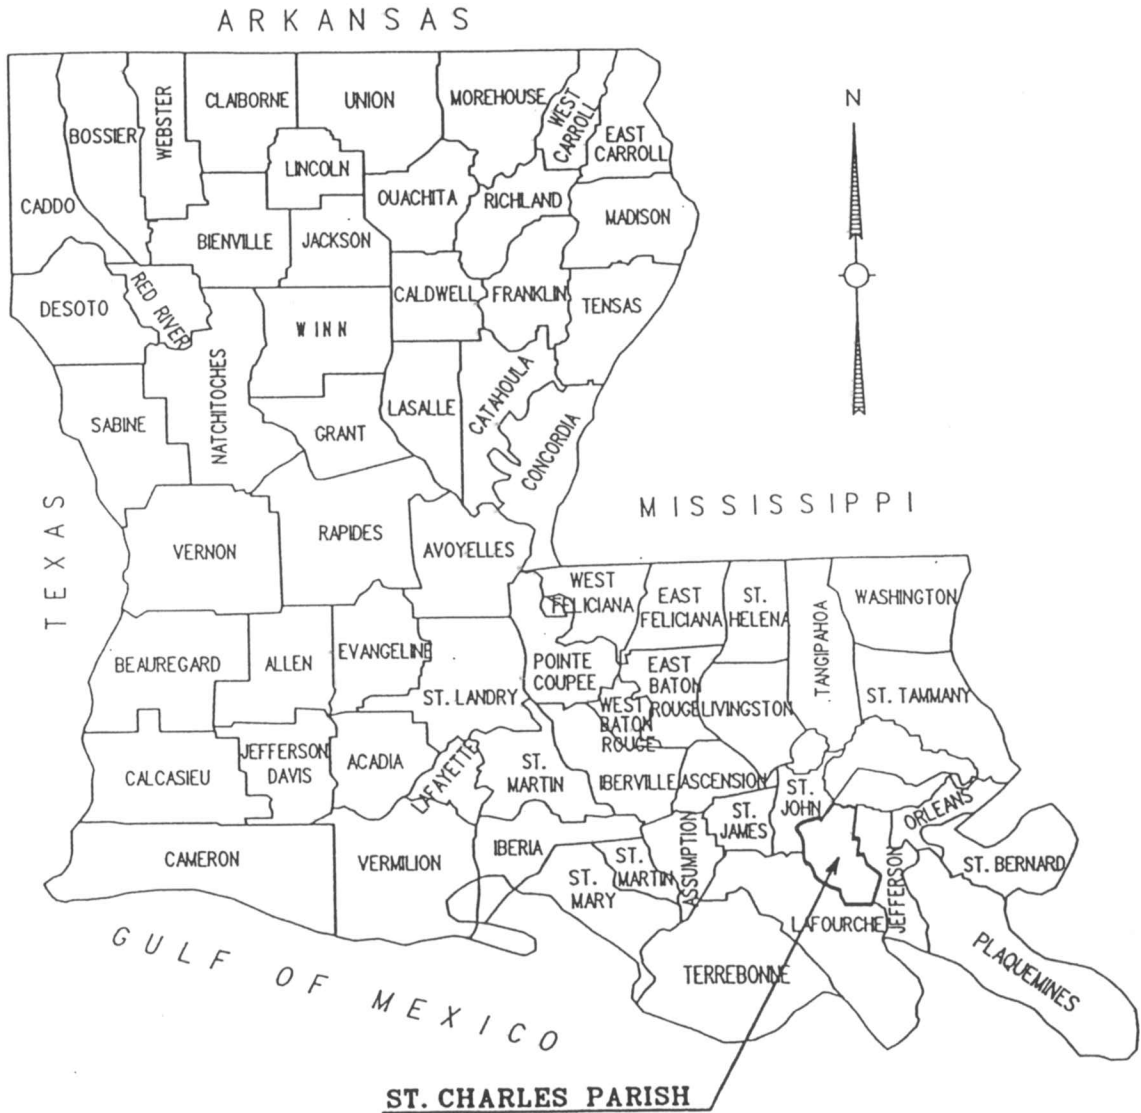 ARKANSAS
N
CADDO
BOSSIER
WEBSTER
CLAIBORNE
UNION
MOREHOUSE
WEST
CARROLL
EAST
CARROLL
LINCOLN
OUACHITA
RICHLAND
MADISON
BIENVILLE
JACKSON
DESOTO
RED RIVER
CALDWELL
FRANKLIN
TENSAS
WINN
NATCHITOCHES
SABINE
GRANT
LASALLE
CATAHOULA
CONCORDIA
TEXAS
MISSISSIPPI
VERNON
RAPIDES
AVOYELLES
WEST
FELICIANA
EAST
FELICIANA
ST.
HELENA
TANGIPAHOA
WASHINGTON
BEAUREGARD
ALLEN
EVANGELINE
ST. LANDRY
POINTE
COUPEE
EAST
BATON
ROUGE
WEST
BATON
ROUGE
LIVINGSTON
ST. TAMMANY
CALCASIEU
JEFFERSON
DAVIS
ACADIA
LAFAYETTE
ST.
MARTIN
IBERVILLE
ASCENSION
ST.
JOHN
ST.
JAMES
ORLEANS
CAMERON
VERMILION
IBERIA
ST.
MARTIN
ST.
MARY
ASSUMPTION
JEFFERSON
ST. BERNARD
LAFOURCHE
TERREBONNE
PLAQUEMINES
GULF OF MEXICO
ST. CHARLES PARISH